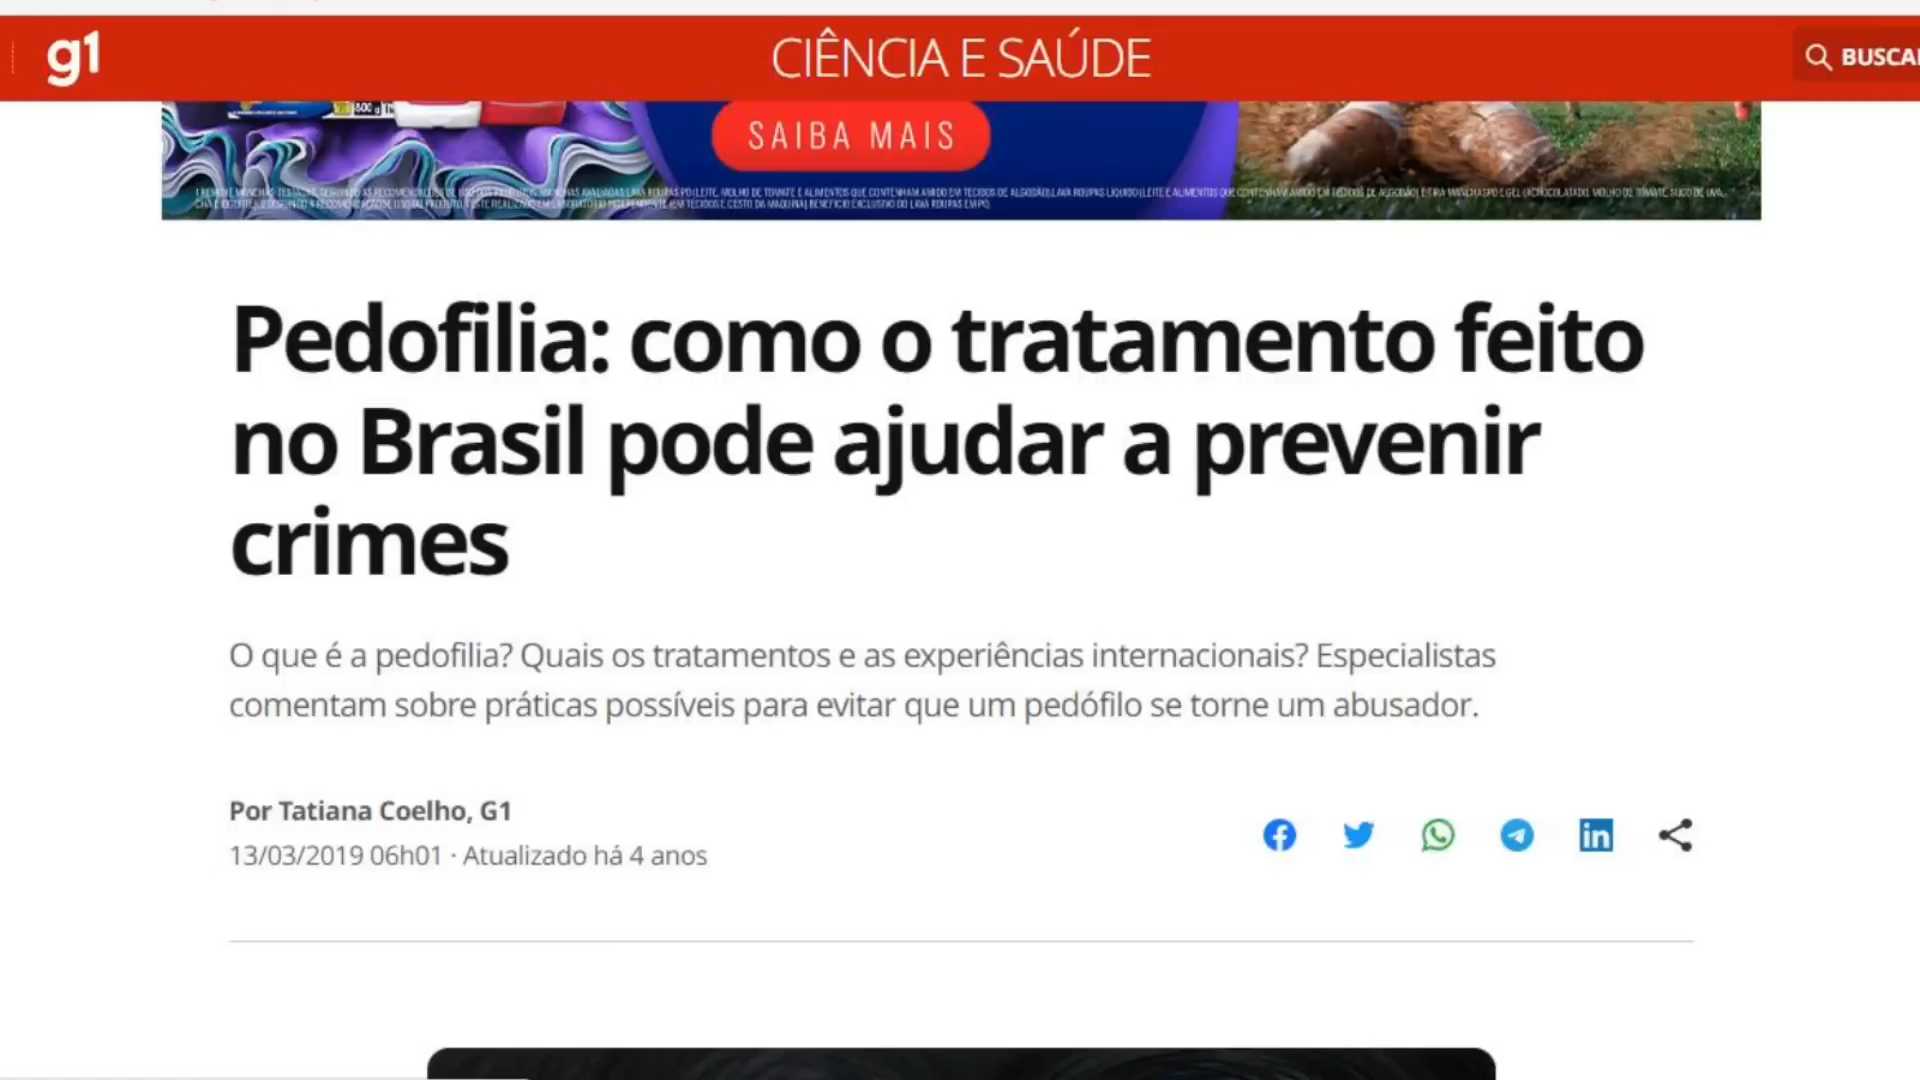 g1
CIÊNCIA E SAÚDE
BUSCA
800 g
SAIBA MAIS
Pedofilia: como o tratamento feito
no Brasil pode ajudar a prevenir
crimes
O que é a pedofilia? Quais os tratamentos e as experiências internacionais? Especialistas
comentam sobre práticas possíveis para evitar que um pedófilo se torne um abusador.
Por Tatiana Coelho, G1
13/03/2019 06h01 · Atualizado há 4 anos
in